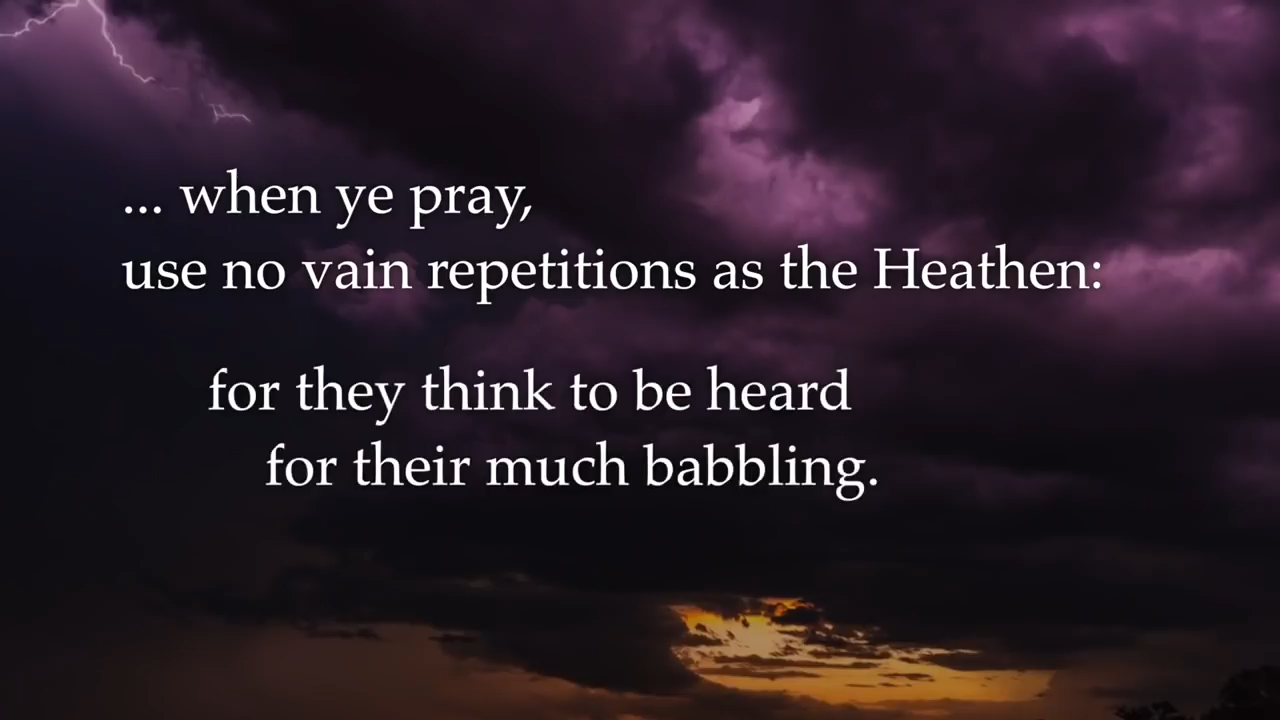 ... when ye pray,
use no vain repetitions as the Heathen:
for they think to be heard
for their much babbling.